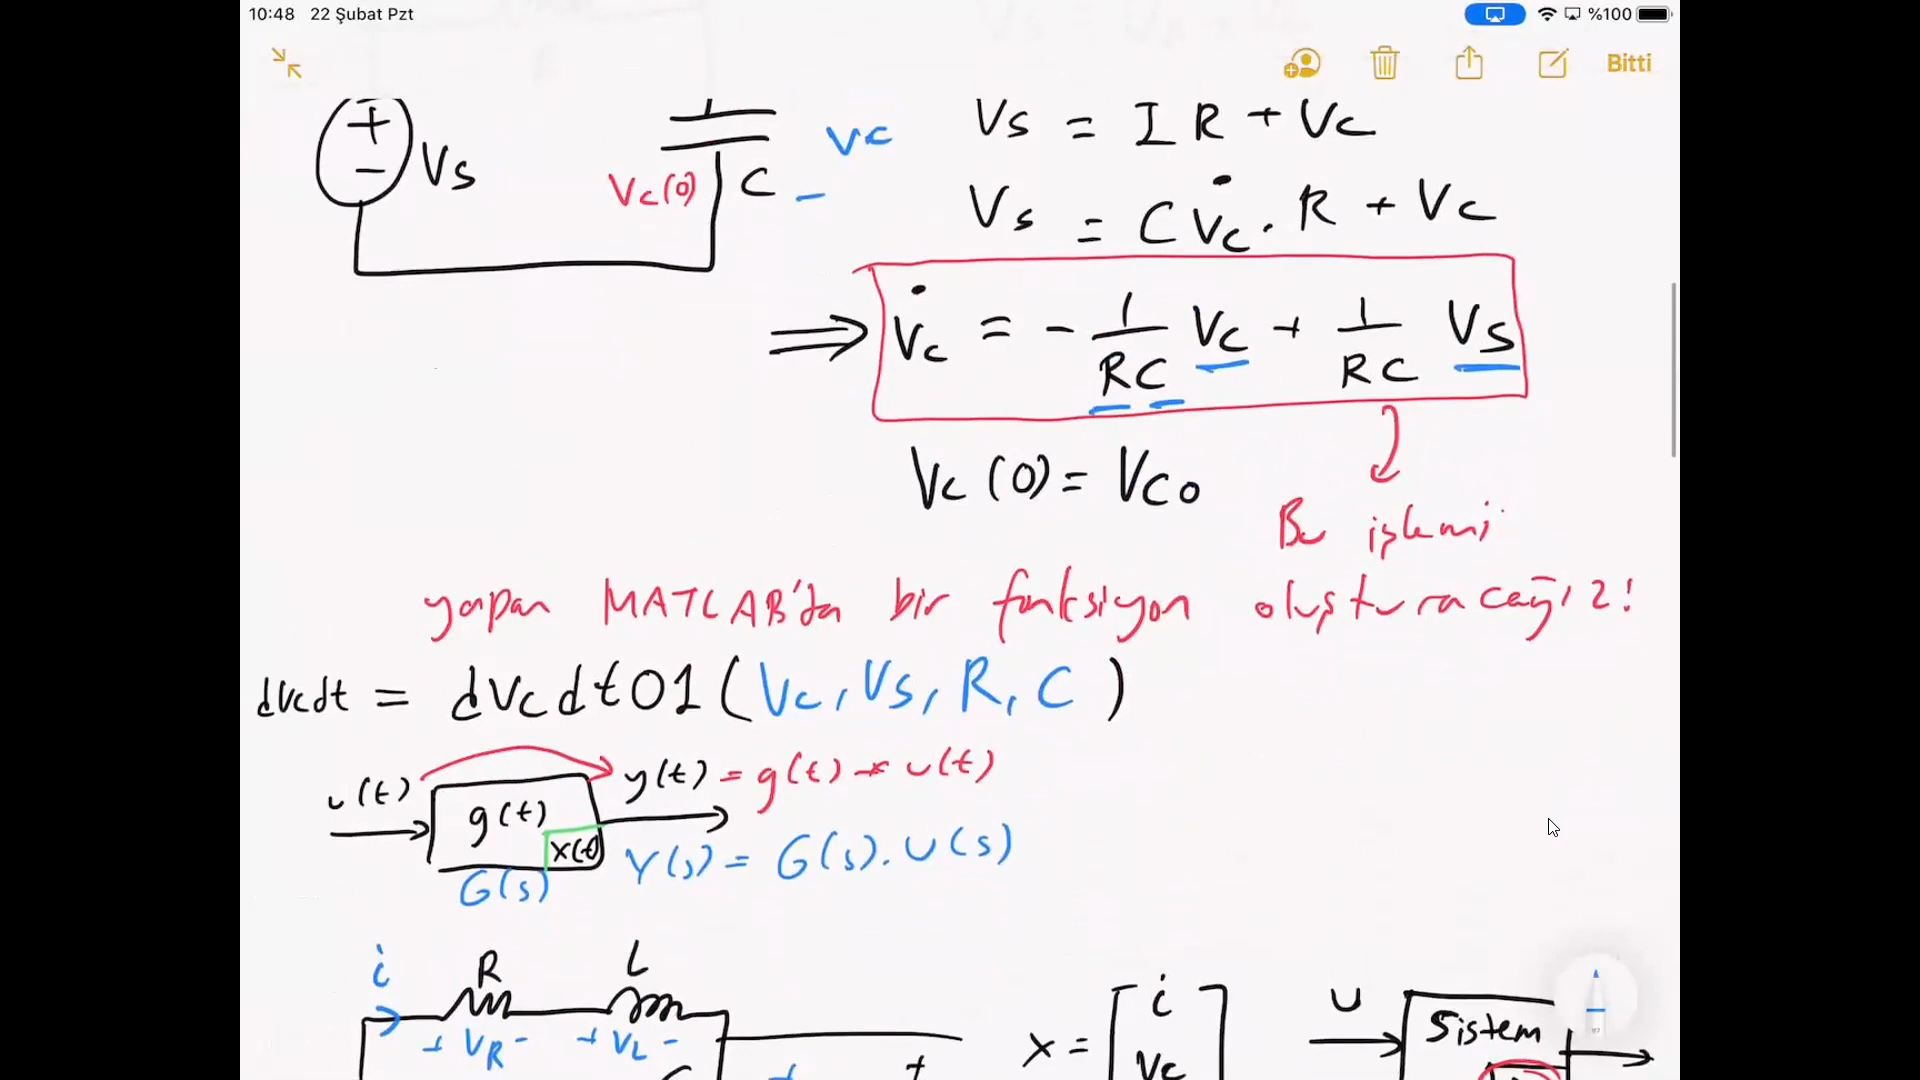 10:48 22 Şubat Pzt %100
Bitti
+
-
Vs
Vc(0)
C
Vc
-
Vs = IR + Vc
Vs = C V̇c . R + Vc
⇒ V̇c = - 1/RC Vc + 1/RC Vs
Vc(0) = Vco
Bu işlemi
yapan MATLAB'ta bir fonksiyon oluşturacağız!
dVcdt = dVcdt01(Vc, Vs, R, C)
u(t)
g(t)
x(t)
G(s)
y(t) = g(t) * u(t)
Y(s) = G(s). U(s)
i
R
L
+ VR -
+ VL -
C
+
+
x = [ i
Vc
U
Sistem